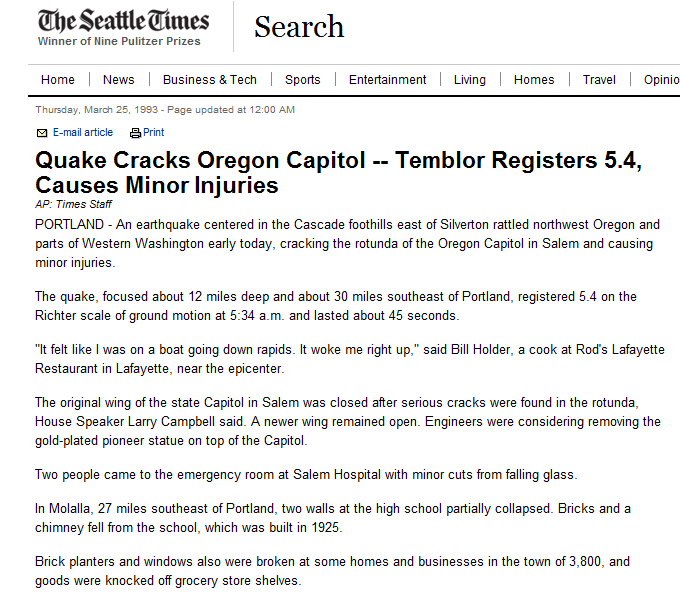 The Seattle Times
Winner of Nine Pulitzer Prizes
Search
Home | News | Business & Tech | Sports | Entertainment | Living | Homes | Travel | Opinio
Thursday, March 25, 1993 - Page updated at 12:00 AM
E-mail article Print
Quake Cracks Oregon Capitol -- Temblor Registers 5.4,
Causes Minor Injuries
AP: Times Staff
PORTLAND - An earthquake centered in the Cascade foothills east of Silverton rattled northwest Oregon and
parts of Western Washington early today, cracking the rotunda of the Oregon Capitol in Salem and causing
minor injuries.
The quake, focused about 12 miles deep and about 30 miles southeast of Portland, registered 5.4 on the
Richter scale of ground motion at 5:34 a.m. and lasted about 45 seconds.
"It felt like I was on a boat going down rapids. It woke me right up," said Bill Holder, a cook at Rod's Lafayette
Restaurant in Lafayette, near the epicenter.
The original wing of the state Capitol in Salem was closed after serious cracks were found in the rotunda,
House Speaker Larry Campbell said. A newer wing remained open. Engineers were considering removing the
gold-plated pioneer statue on top of the Capitol.
Two people came to the emergency room at Salem Hospital with minor cuts from falling glass.
In Molalla, 27 miles southeast of Portland, two walls at the high school partially collapsed. Bricks and a
chimney fell from the school, which was built in 1925.
Brick planters and windows also were broken at some homes and businesses in the town of 3,800, and
goods were knocked off grocery store shelves.